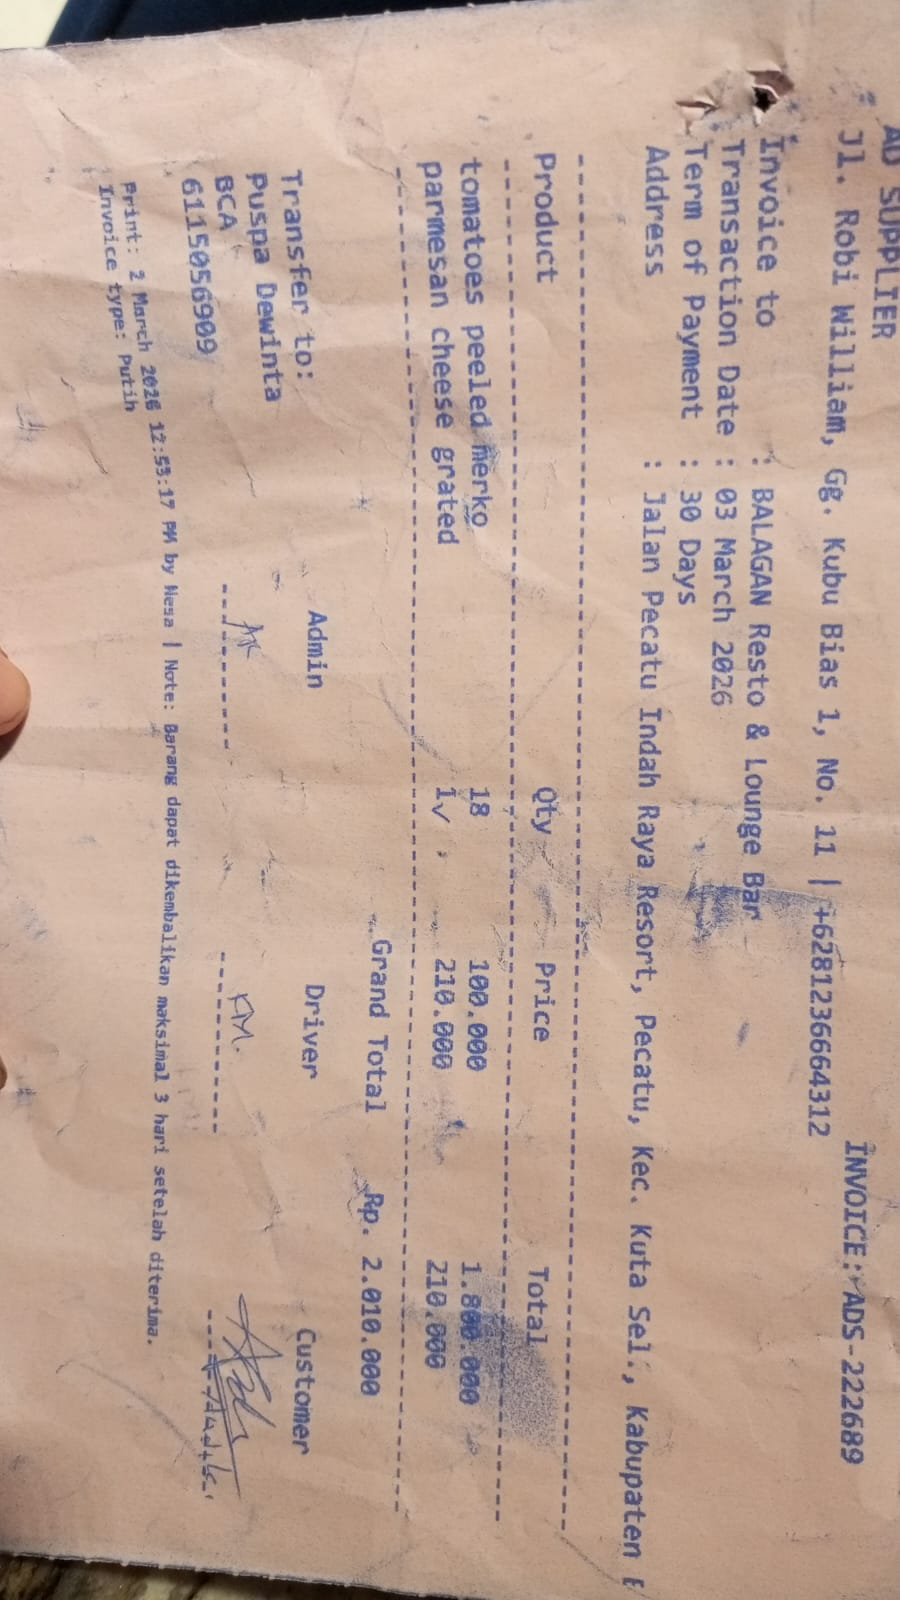 AD SUPPLIER
INVOICE: ADS-222689
Jl. Robi William, Gg. Kubu Bias 1, No. 11 | +6281236664312
Invoice to : BALAGAN Resto & Lounge Bar
Transaction Date : 03 March 2026
Term of Payment : 30 Days
Address : Jalan Pecatu Indah Raya Resort, Pecatu, Kec. Kuta Sel., Kabupaten
Product Qty Price Total
tomatoes peeled merko 18 100.000 1.800.000
parmesan cheese grated 1 210.000 210.000
Grand Total Rp. 2.010.000
Transfer to: Admin Driver Customer
Puspa Dewinta
BCA
6115056909
Print: 2 March 2026 12:53:17 PM by Nesa | Note: Barang dapat dikembalikan maksimal 3 hari setelah diterima.
Invoice type: Putih